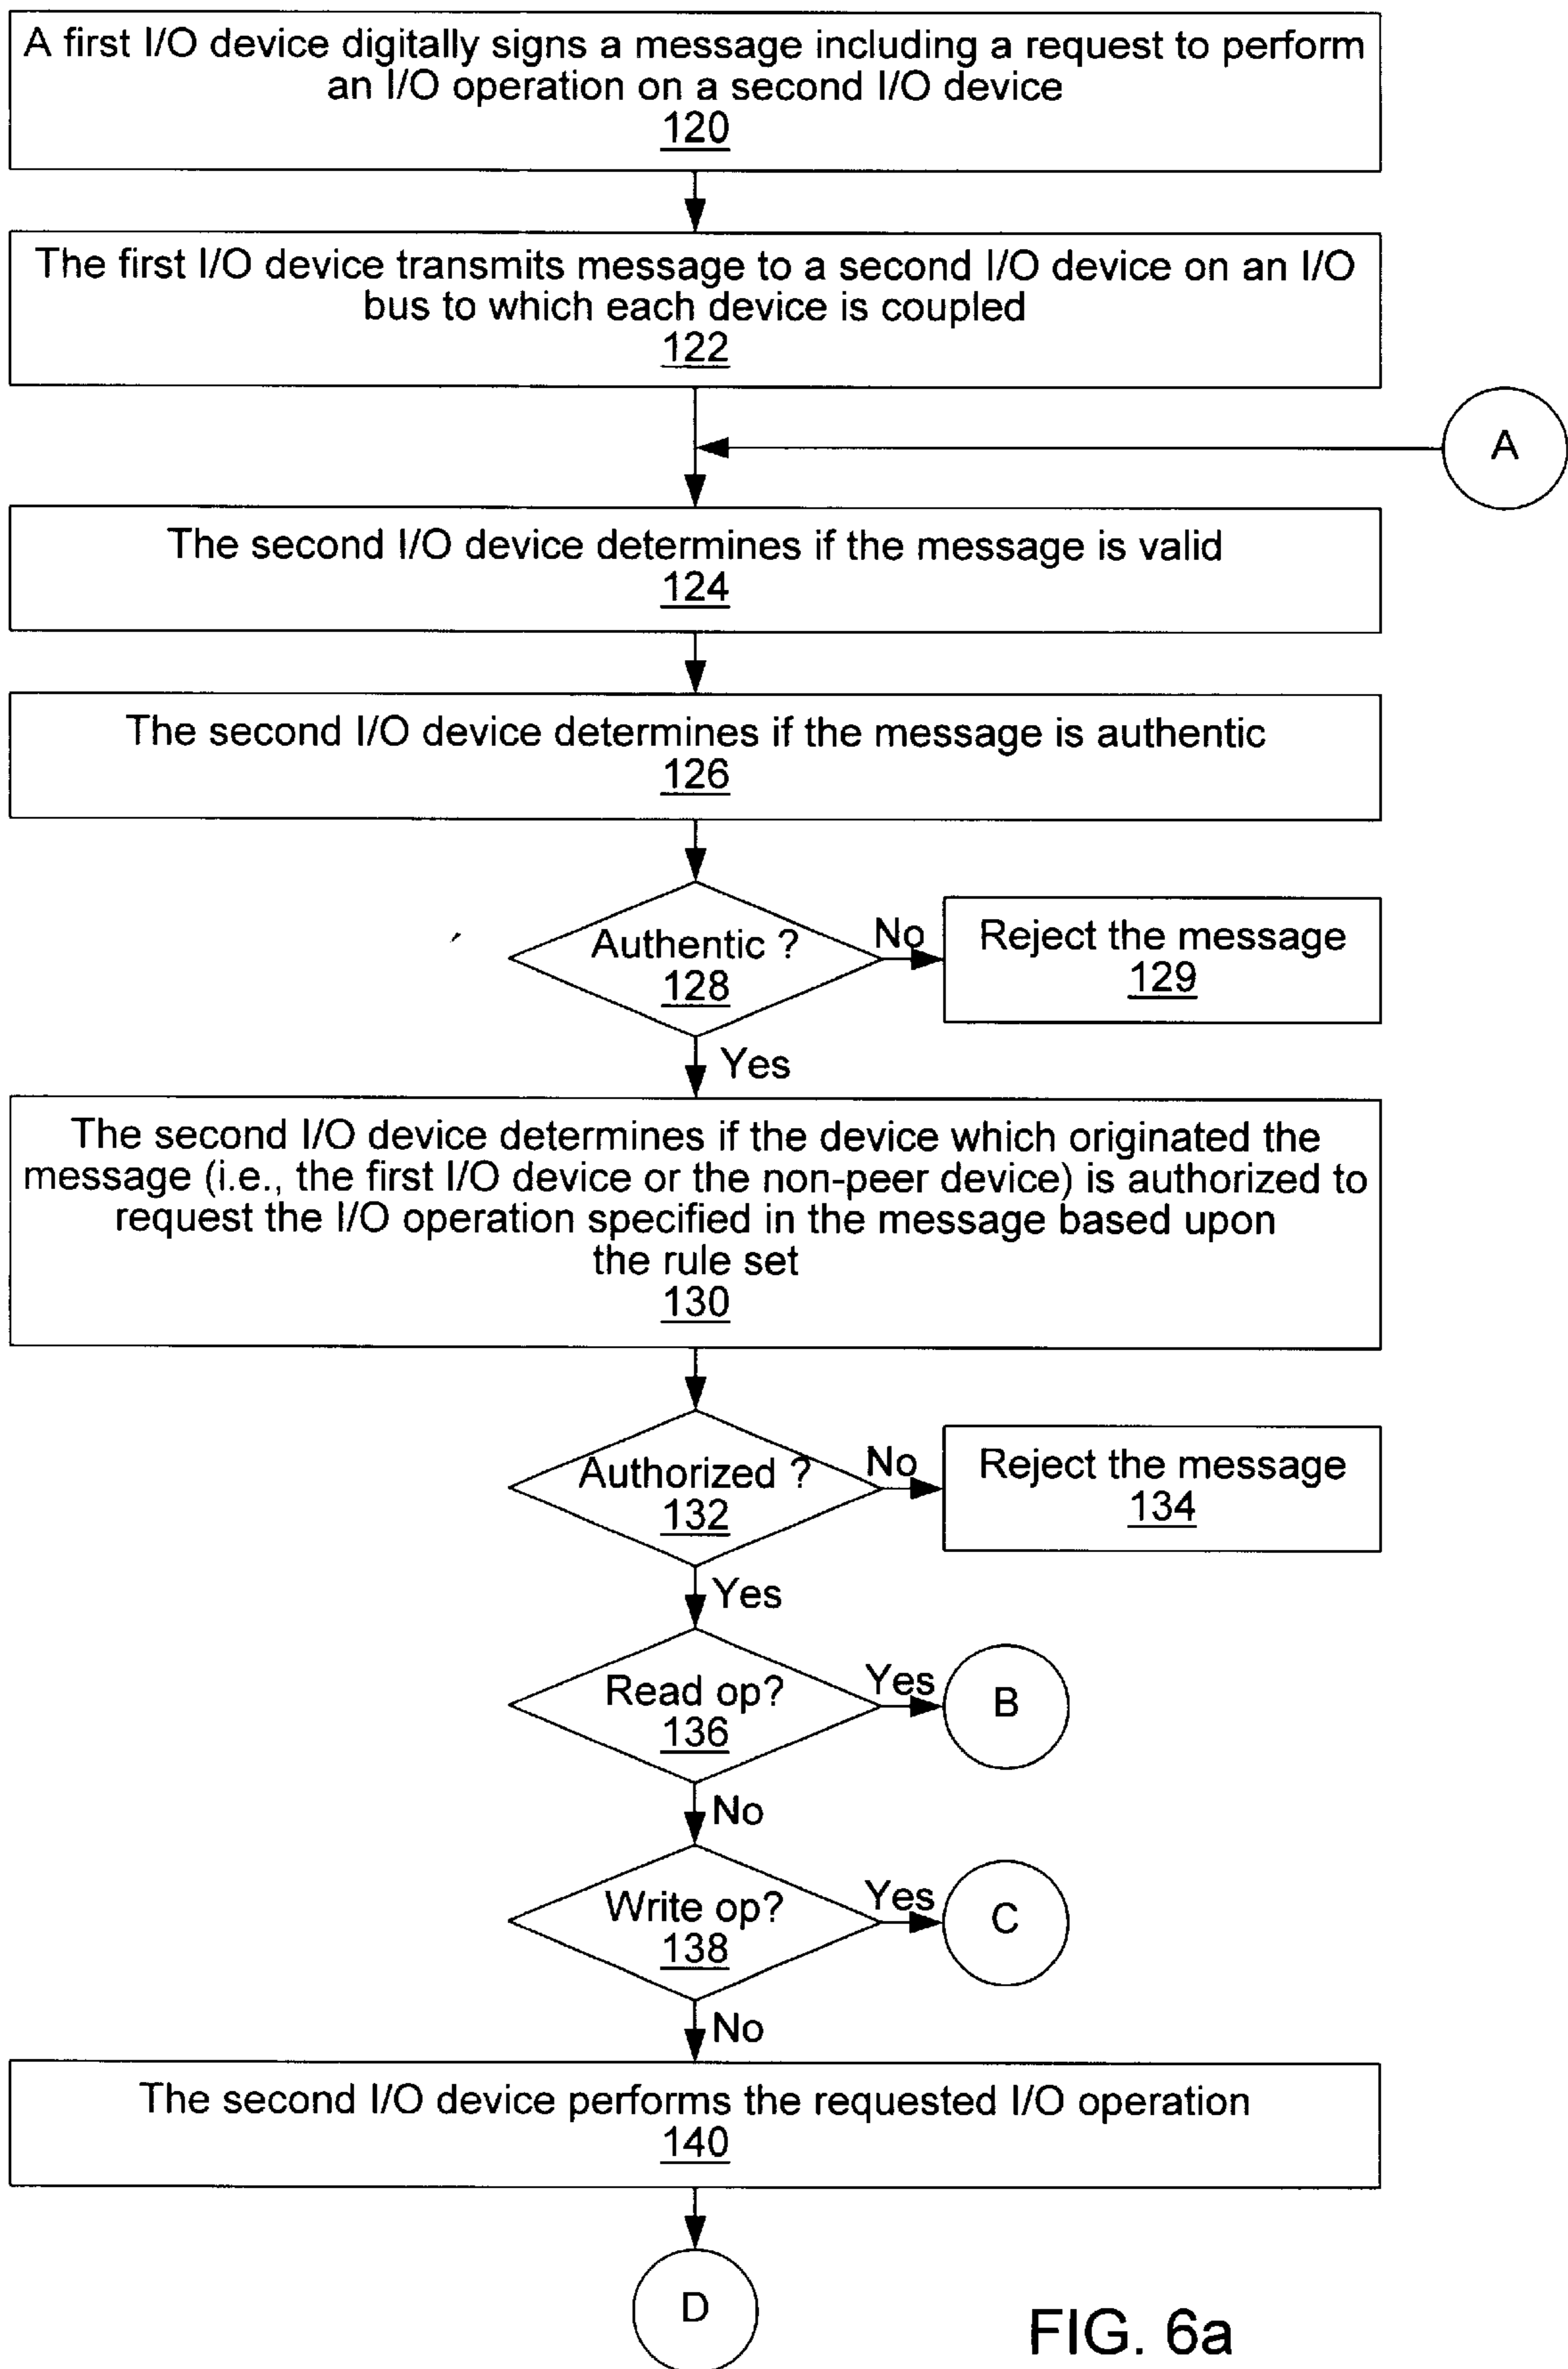 A first I/O device digitally signs a message including a request to perform
an I/O operation on a second I/O device
120
The first I/O device transmits message to a second I/O device on an I/O
bus to which each device is coupled
122
A
The second I/O device determines if the message is valid
124
The second I/O device determines if the message is authentic
126
Authentic ?
128
No
Reject the message
129
Yes
The second I/O device determines if the device which originated the
message (i.e., the first I/O device or the non-peer device) is authorized to
request the I/O operation specified in the message based upon
the rule set
130
Authorized ?
132
No
Reject the message
134
Yes
Read op?
136
Yes
B
No
Write op?
138
Yes
C
No
The second I/O device performs the requested I/O operation
140
D
FIG. 6a